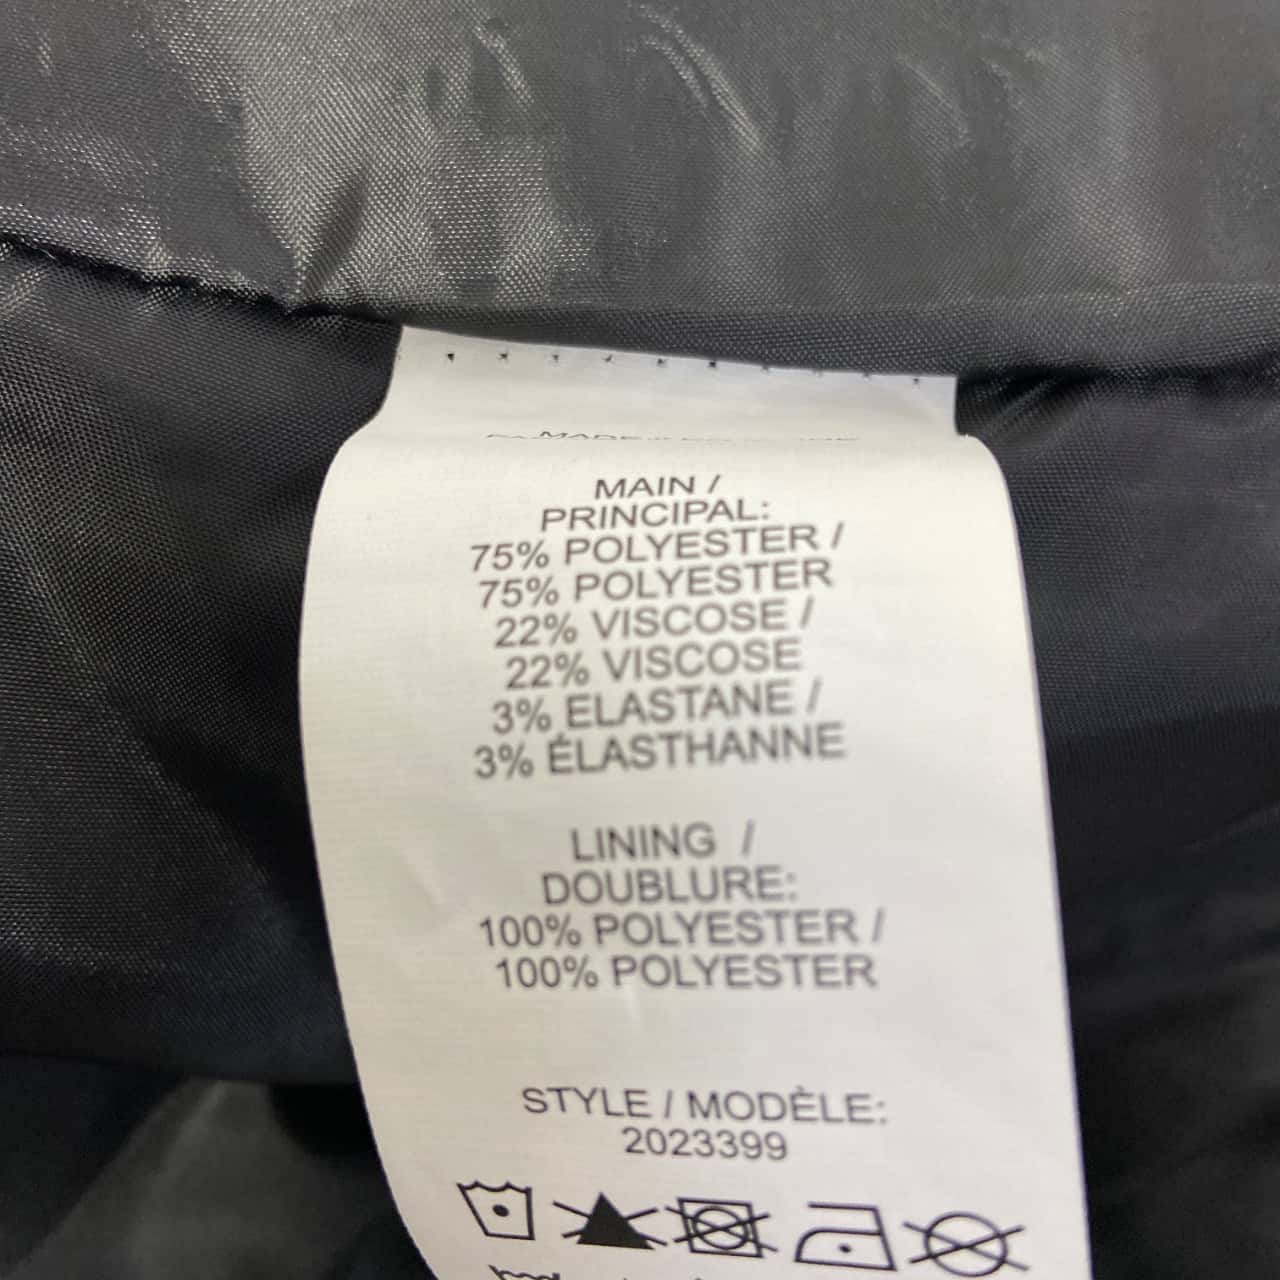 MAIN /
PRINCIPAL:
75% POLYESTER /
75% POLYESTER
22% VISCOSE /
22% VISCOSE
3% ELASTANE /
3% ÉLASTHANNE
LINING /
DOUBLURE:
100% POLYESTER /
100% POLYESTER
STYLE / MODÈLE:
2023399